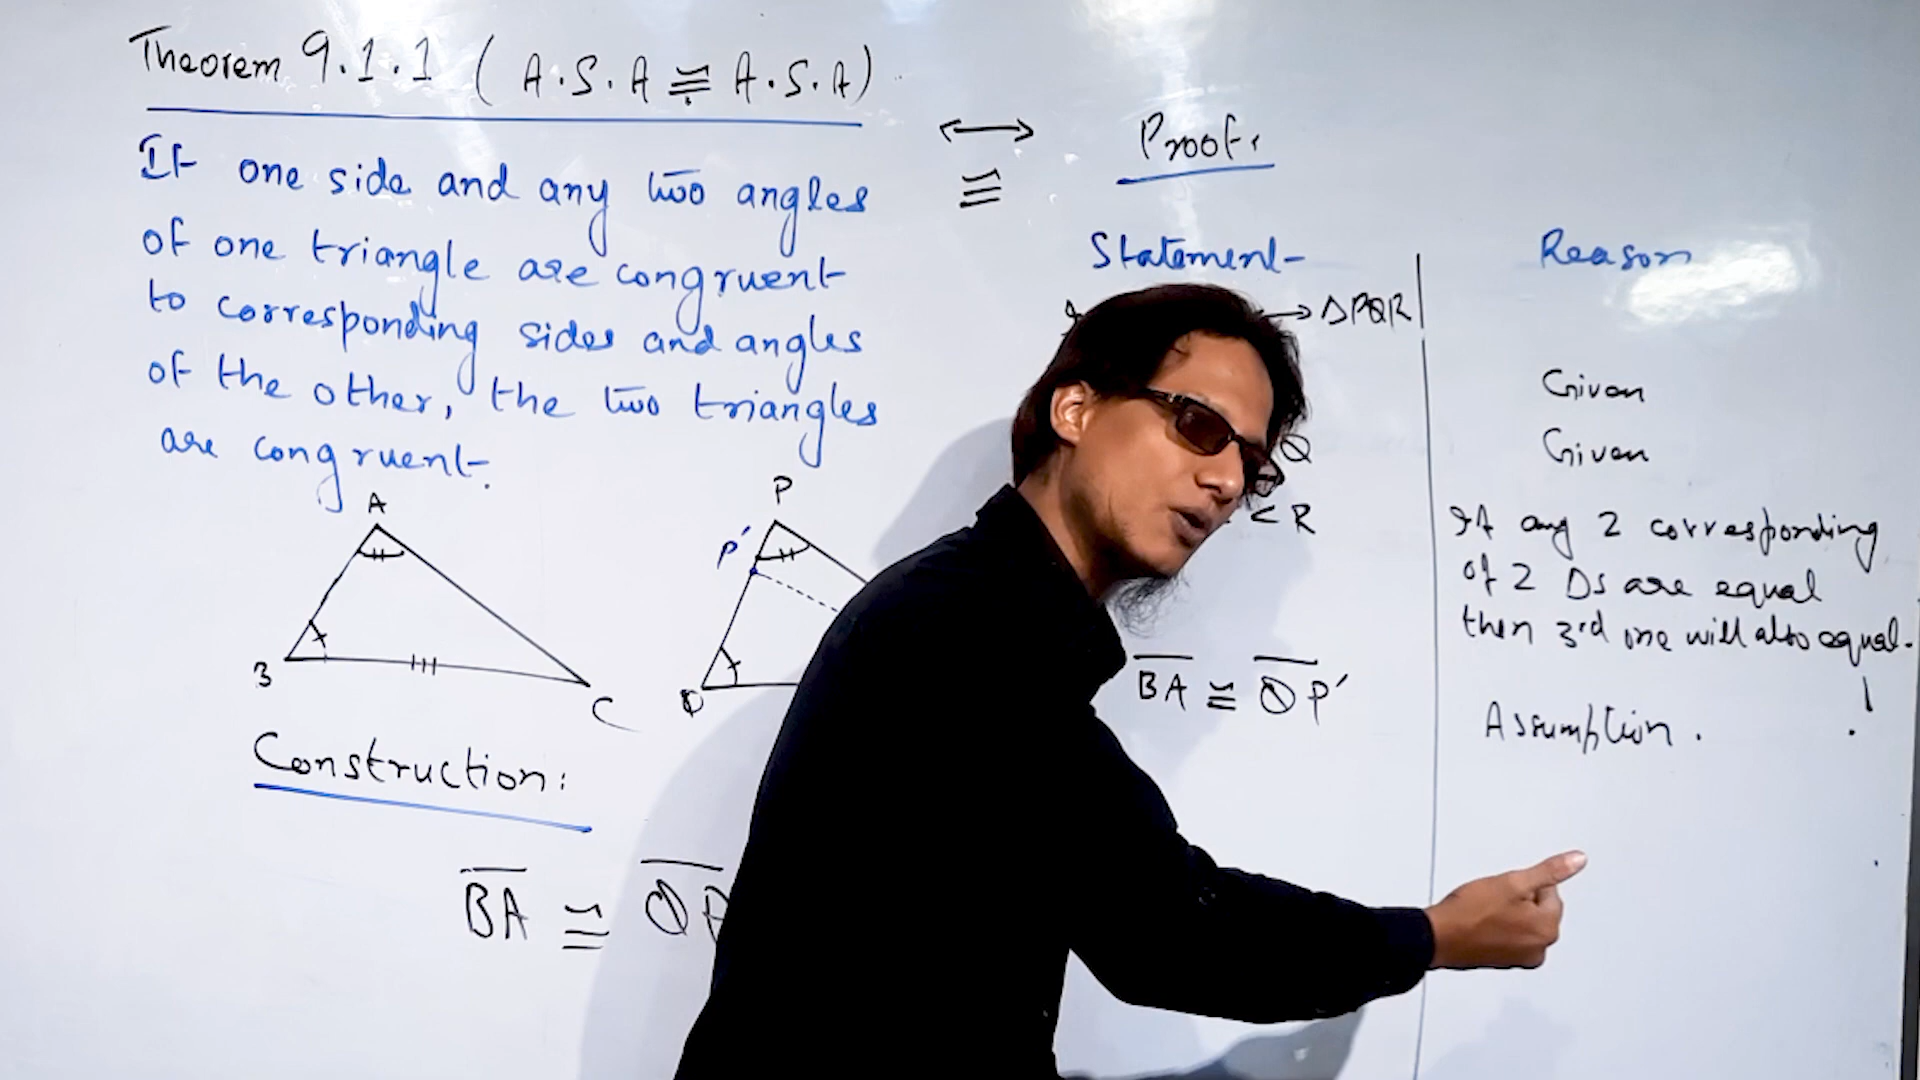 Theorem 9.1.1 ( A.S.A ≅ A.S.A)
If one side and any two angles
of one triangle are congruent
to corresponding sides and angles
of the other, the two triangles
are congruent.
A
B
C
P
P'
Q
Construction:
BA ≅ QP
↔
≅
Proof:
Statement
→ ΔPQR
Q
< R
BA ≅ QP'
Reason
Given
Given
If any 2 corresponding
of 2 Ds are equal
then 3rd one will also equal.
Assumption.